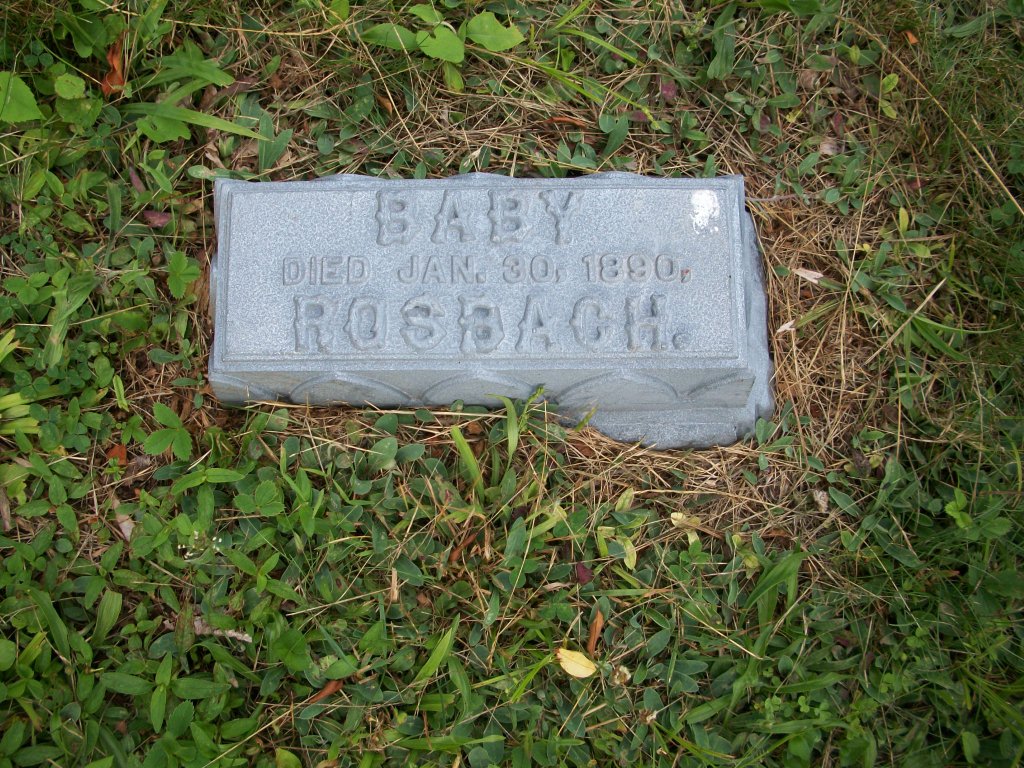 BABY
DIED JAN. 30, 1890,
ROSBACH.